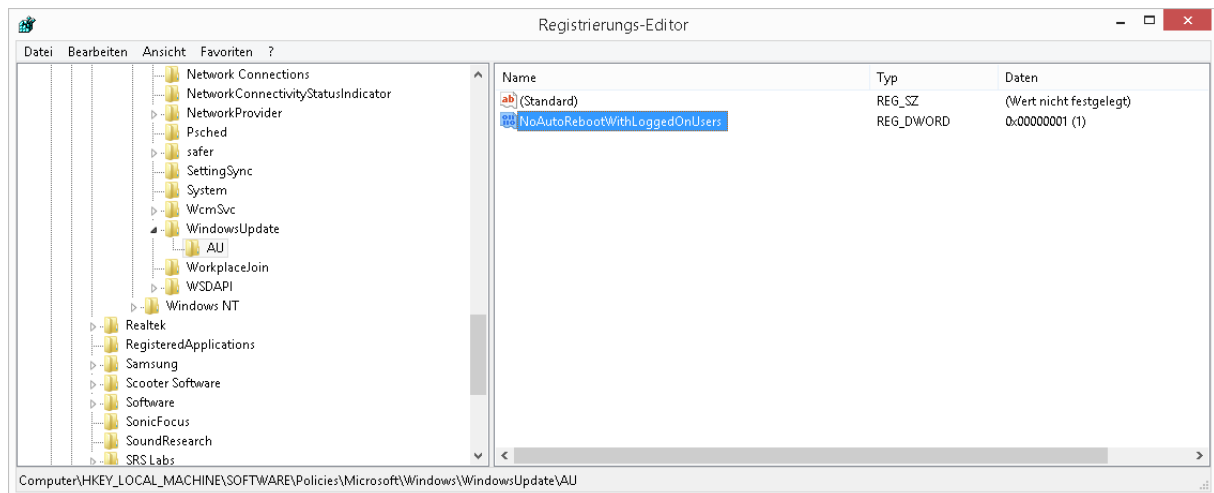 Registrierungs-Editor
Datei Bearbeiten Ansicht Favoriten ?
Network Connections
NetworkConnectivityStatusIndicator
NetworkProvider
Psched
safer
SettingSync
System
WcmSvc
WindowsUpdate
AU
WorkplaceJoin
WSDAPI
Windows NT
Realtek
RegisteredApplications
Samsung
Scooter Software
Software
SonicFocus
SoundResearch
SRS Labs
Name Typ Daten
(Standard) REG_SZ (Wert nicht festgelegt)
NoAutoRebootWithLoggedOnUsers REG_DWORD 0x00000001 (1)
Computer\HKEY_LOCAL_MACHINE\SOFTWARE\Policies\Microsoft\Windows\WindowsUpdate\AU